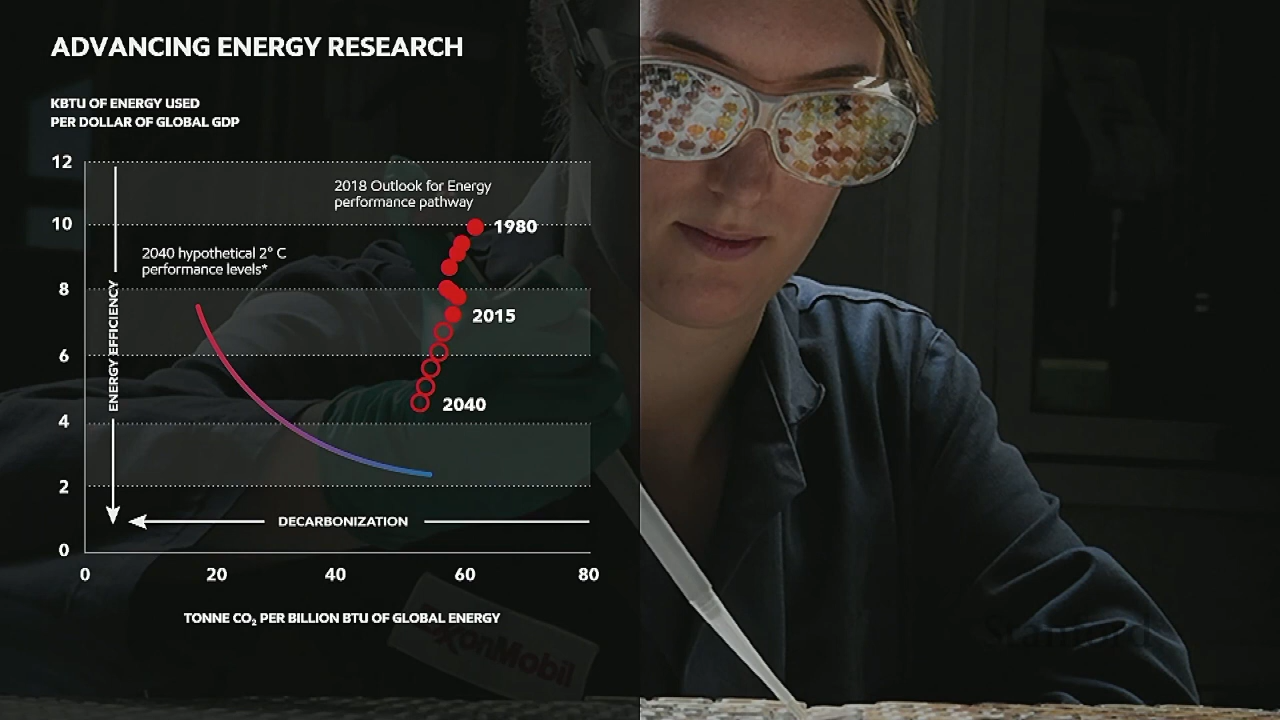 ADVANCING ENERGY RESEARCH
KBTU OF ENERGY USED
PER DOLLAR OF GLOBAL GDP
12
2018 Outlook for Energy
performance pathway
10
1980
2040 hypothetical 2° C
performance levels*
8
2015
ENERGY EFFICIENCY
6
2040
4
2
DECARBONIZATION
0
0 20 40 60 80
TONNE CO₂ PER BILLION BTU OF GLOBAL ENERGY
ExxonMobil